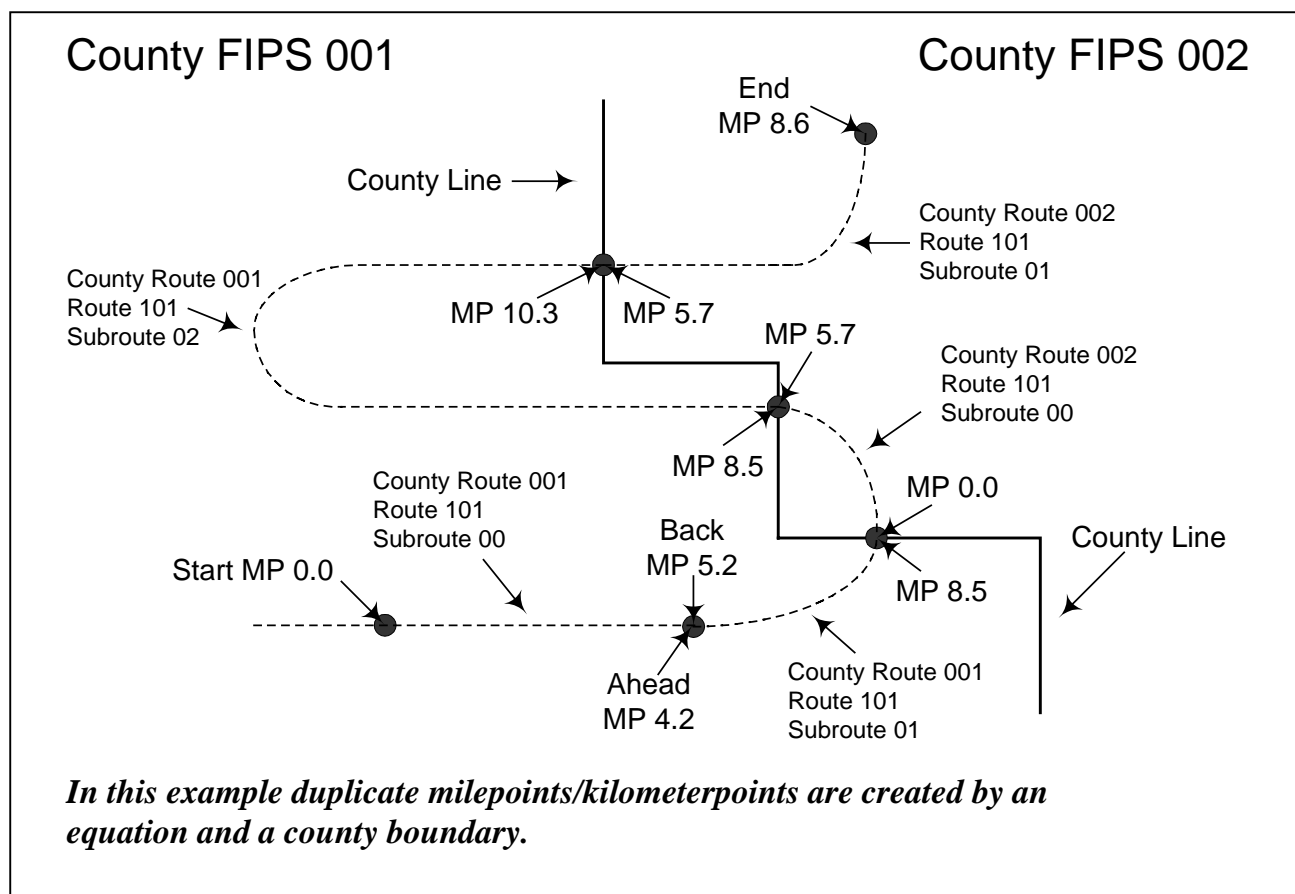 County FIPS 001
County FIPS 002
End
MP 8.6
County Line
County Route 002
Route 101
Subroute 01
County Route 001
Route 101
Subroute 02
MP 10.3
MP 5.7
MP 5.7
County Route 002
Route 101
Subroute 00
MP 8.5
County Route 001
Route 101
Subroute 00
MP 0.0
Back
MP 5.2
County Line
Start MP 0.0
MP 8.5
Ahead
MP 4.2
County Route 001
Route 101
Subroute 01
In this example duplicate milepoints/kilometerpoints are created by an
equation and a county boundary.